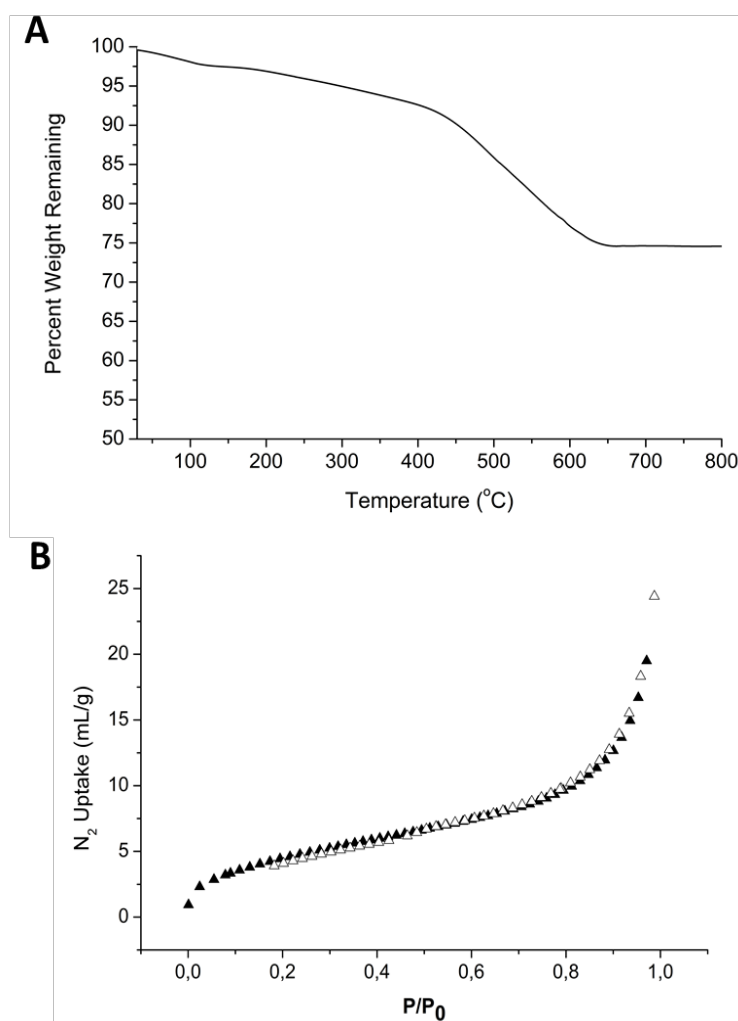 A
100
95
90
85
80
75
70
65
60
55
50
Percent Weight Remaining
100 200 300 400 500 600 700 800
Temperature (°C)
B
25
20
15
10
5
0
N₂ Uptake (mL/g)
0,0 0,2 0,4 0,6 0,8 1,0
P/P₀